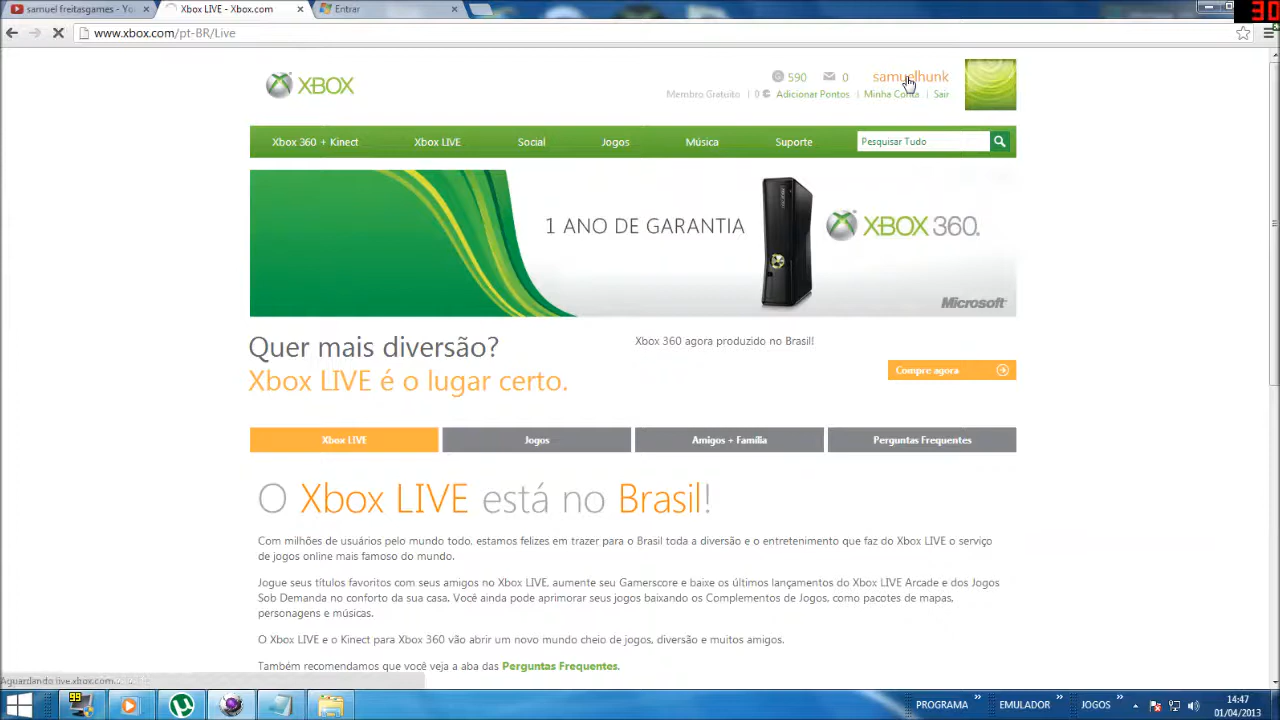 samuel freitasgames - Yo
Xbox LIVE - Xbox.com
Entrar
30
www.xbox.com/pt-BR/Live
XBOX
590
0
samuelhunk
Membro Gratuito | 0 Adicionar Pontos | Minha Conta | Sair
Xbox 360 + Kinect
Xbox LIVE
Social
Jogos
Música
Suporte
Pesquisar Tudo
1 ANO DE GARANTIA
XBOX 360.
Microsoft
Quer mais diversão?
Xbox LIVE é o lugar certo.
Xbox 360 agora produzido no Brasil!
Compre agora
Xbox LIVE
Jogos
Amigos + Família
Perguntas Frequentes
O Xbox LIVE está no Brasil!
Com milhões de usuários pelo mundo todo, estamos felizes em trazer para o Brasil toda a diversão e o entretenimento que faz do Xbox LIVE o serviço
de jogos online mais famoso do mundo.
Jogue seus títulos favoritos com seus amigos no Xbox LIVE, aumente seu Gamerscore e baixe os últimos lançamentos do Xbox LIVE Arcade e dos Jogos
Sob Demanda no conforto da sua casa. Você ainda pode aprimorar seus jogos baixando os Complementos de Jogos, como pacotes de mapas,
personagens e músicas.
O Xbox LIVE e o Kinect para Xbox 360 vão abrir um novo mundo cheio de jogos, diversão e muitos amigos.
Também recomendamos que você veja a aba das Perguntas Frequentes.
Aguardando live.xbox.com...
99
PROGRAMA
EMULADOR
JOGOS
14:47
01/04/2013